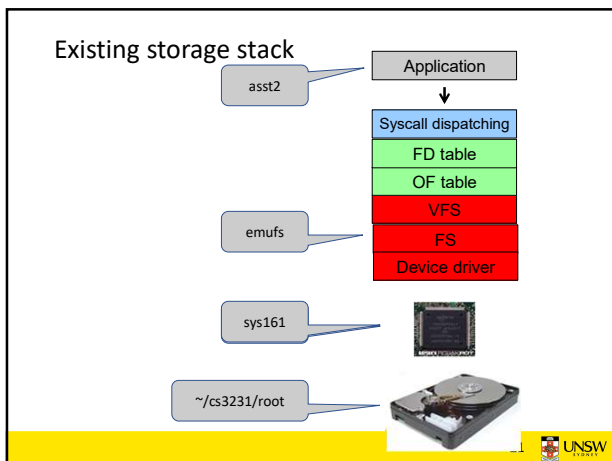 Existing storage stack
Application
asst2
Syscall dispatching
FD table
OF table
VFS
emufs
FS
Device driver
sys161
~/cs3231/root
UNSW
SYDNEY